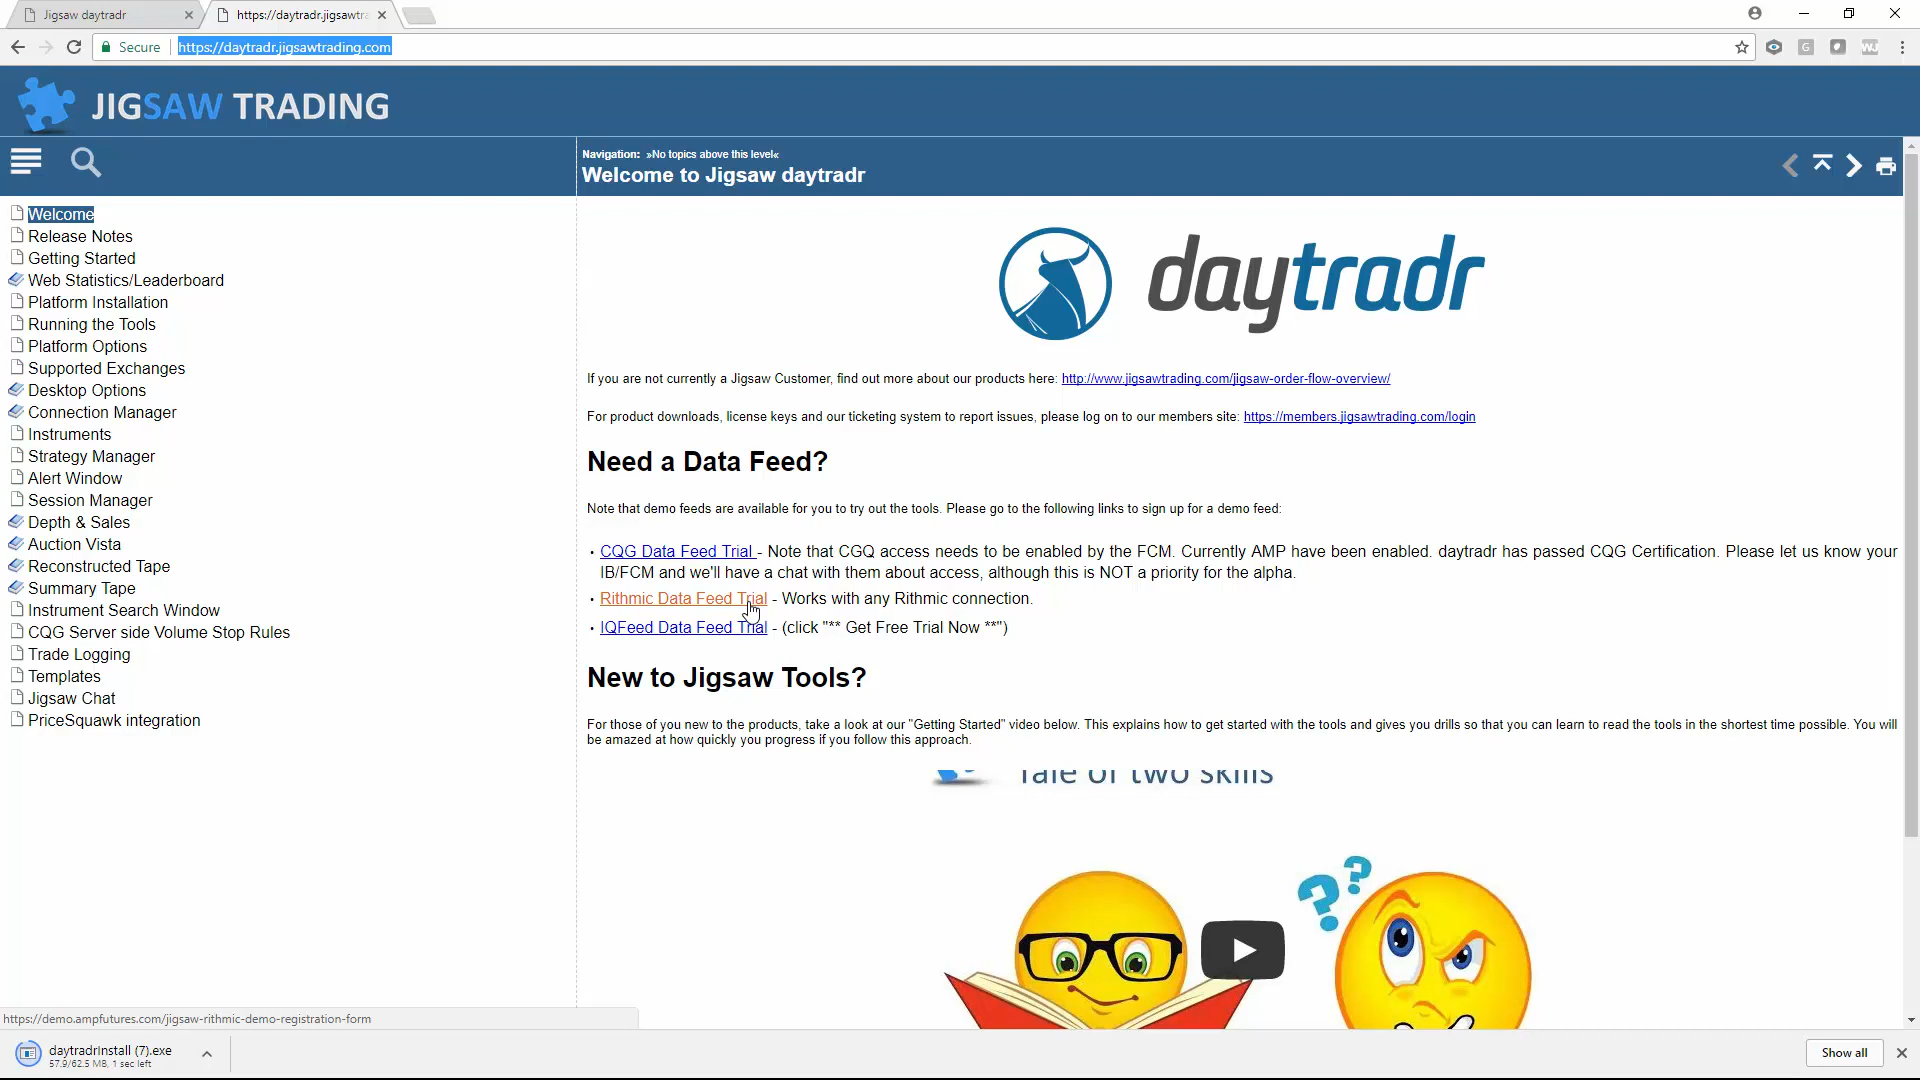 Jigsaw daytradr
https://daytradr.jigsawtra
Secure
https://daytradr.jigsawtrading.com
G
WJ
JIGSAW TRADING
Navigation: »No topics above this level«
Welcome to Jigsaw daytradr
Welcome
Release Notes
Getting Started
Web Statistics/Leaderboard
Platform Installation
Running the Tools
Platform Options
Supported Exchanges
Desktop Options
Connection Manager
Instruments
Strategy Manager
Alert Window
Session Manager
Depth & Sales
Auction Vista
Reconstructed Tape
Summary Tape
Instrument Search Window
CQG Server side Volume Stop Rules
Trade Logging
Templates
Jigsaw Chat
PriceSquawk integration
daytradr
If you are not currently a Jigsaw Customer, find out more about our products here: http://www.jigsawtrading.com/jigsaw-order-flow-overview/
For product downloads, license keys and our ticketing system to report issues, please log on to our members site: https://members.jigsawtrading.com/login
Need a Data Feed?
Note that demo feeds are available for you to try out the tools. Please go to the following links to sign up for a demo feed:
• CQG Data Feed Trial - Note that CGQ access needs to be enabled by the FCM. Currently AMP have been enabled. daytradr has passed CQG Certification. Please let us know your
IB/FCM and we'll have a chat with them about access, although this is NOT a priority for the alpha.
• Rithmic Data Feed Trial - Works with any Rithmic connection.
• IQFeed Data Feed Trial - (click "** Get Free Trial Now **")
New to Jigsaw Tools?
For those of you new to the products, take a look at our "Getting Started" video below. This explains how to get started with the tools and gives you drills so that you can learn to read the tools in the shortest time possible. You will
be amazed at how quickly you progress if you follow this approach.
Tale of two skills
? ?
https://demo.ampfutures.com/jigsaw-rithmic-demo-registration-form
daytradrInstall (7).exe
57.9/62.5 MB, 1 sec left
Show all